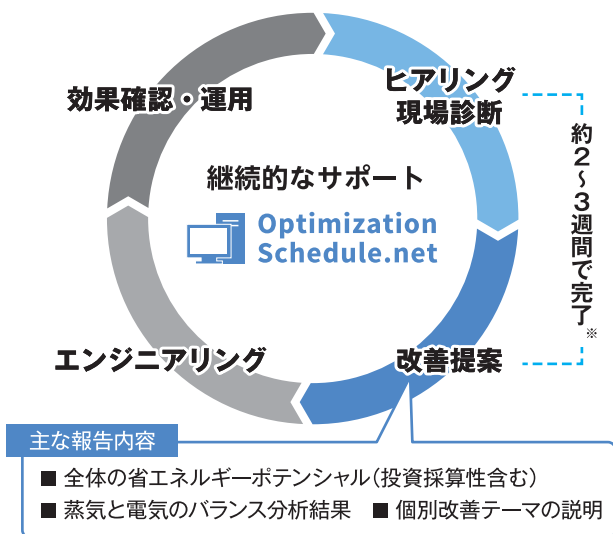 効果確認・運用
ヒアリング
現場診断
継続的なサポート
Optimization
Schedule.net
約2～3週間で完了※
エンジニアリング
改善提案
主な報告内容
■ 全体の省エネルギーポテンシャル（投資採算性含む）
■ 蒸気と電気のバランス分析結果 ■ 個別改善テーマの説明